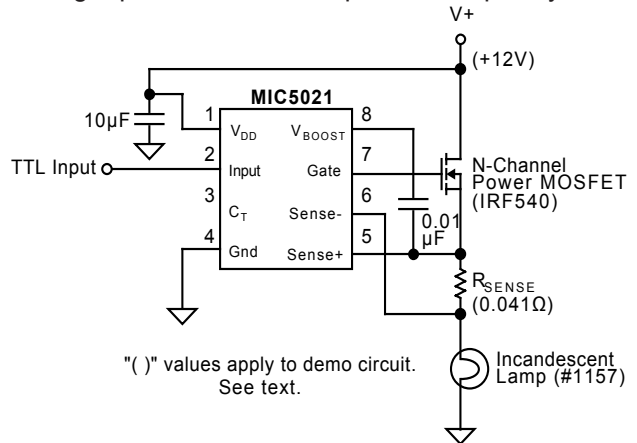 V+
(+12V)
MIC5021
10µF
1
VDD
VBOOST
8
TTL Input
2
Input
Gate
7
N-Channel
Power MOSFET
(IRF540)
3
CT
Sense-
6
0.01
µF
4
Gnd
Sense+
5
RSENSE
(0.041Ω)
"( )" values apply to demo circuit.
See text.
Incandescent
Lamp (#1157)